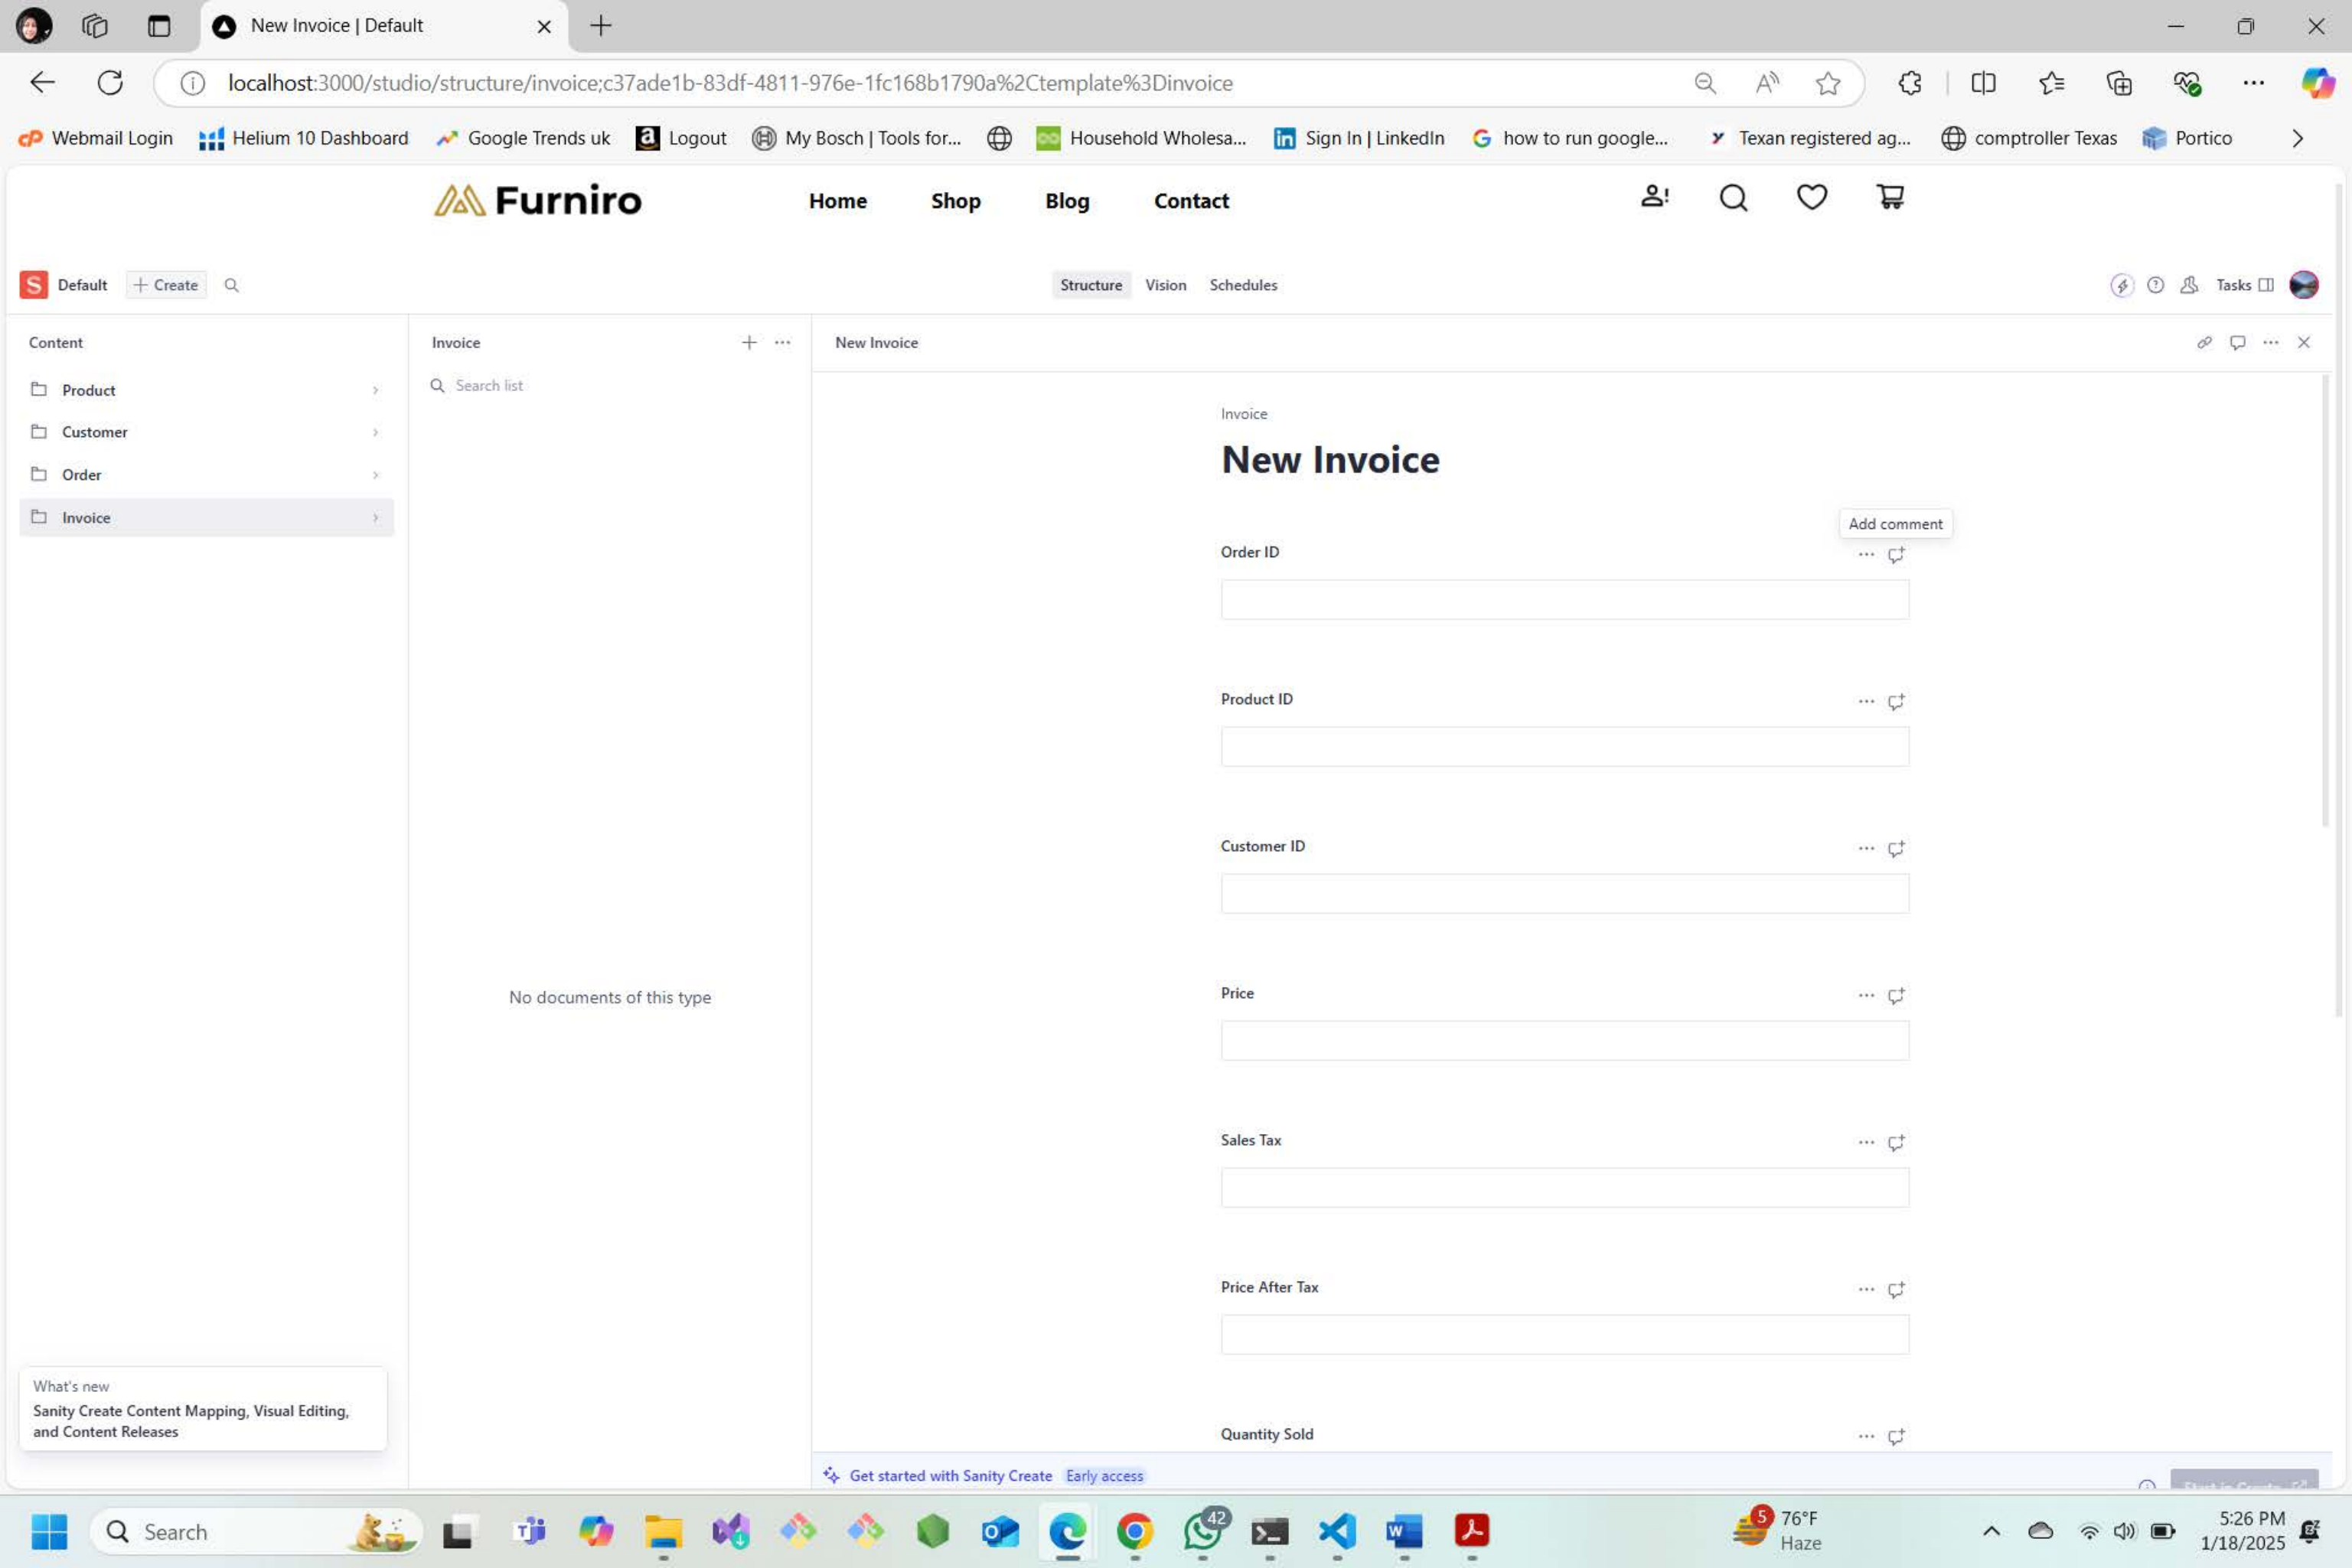 New Invoice | Default
localhost:3000/studio/structure/invoice;c37ade1b-83df-4811-976e-1fc168b1790a%2Ctemplate%3Dinvoice
Webmail Login Helium 10 Dashboard Google Trends uk Logout My Bosch | Tools for... Household Wholesa... Sign In | LinkedIn how to run google... Texan registered ag... comptroller Texas Portico
Furniro Home Shop Blog Contact
S Default + Create Structure Vision Schedules Tasks
Content
Product
Customer
Order
Invoice
What's new
Sanity Create Content Mapping, Visual Editing,
and Content Releases
Invoice
Search list
No documents of this type
New Invoice
Invoice
New Invoice
Add comment
Order ID
Product ID
Customer ID
Price
Sales Tax
Price After Tax
Quantity Sold
Get started with Sanity Create Early access
Search
42
5 76°F
Haze
5:26 PM
1/18/2025